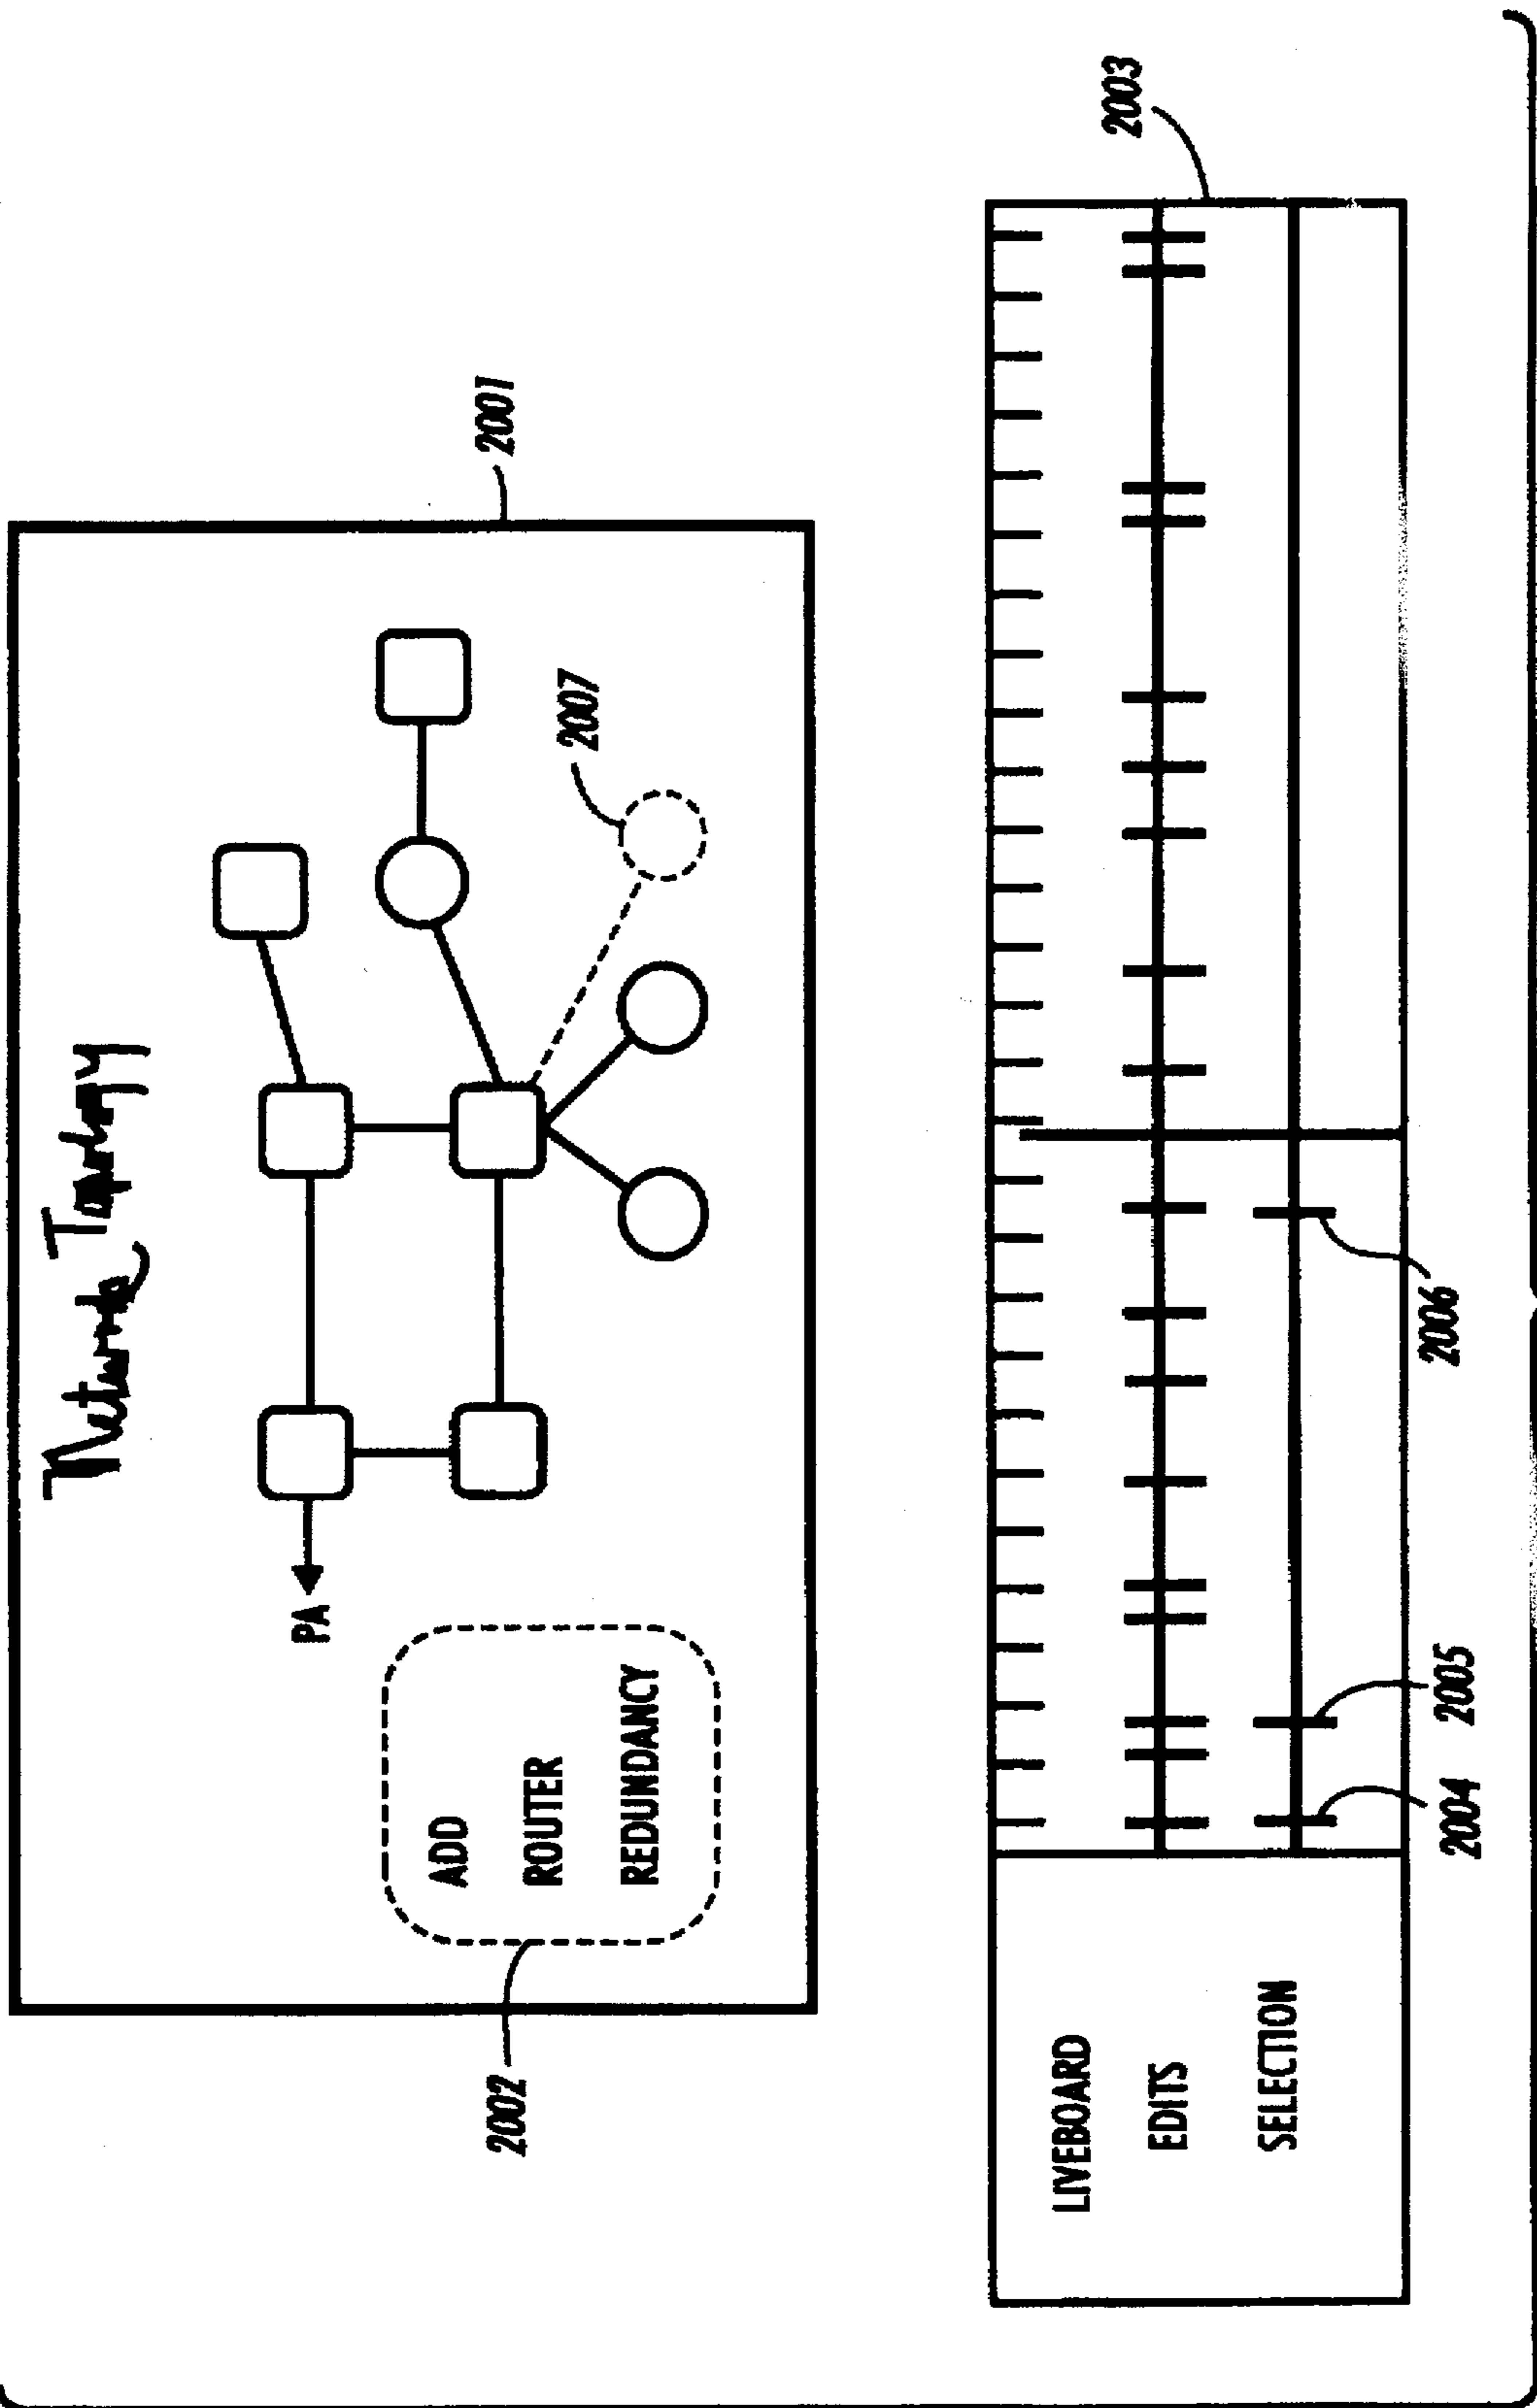 Network Topology
2001
PA
ADD
ROUTER
REDUNDANCY
2002
2007
2003
LIVEBOARD
EDITS
SELECTION
2004
2005
2006